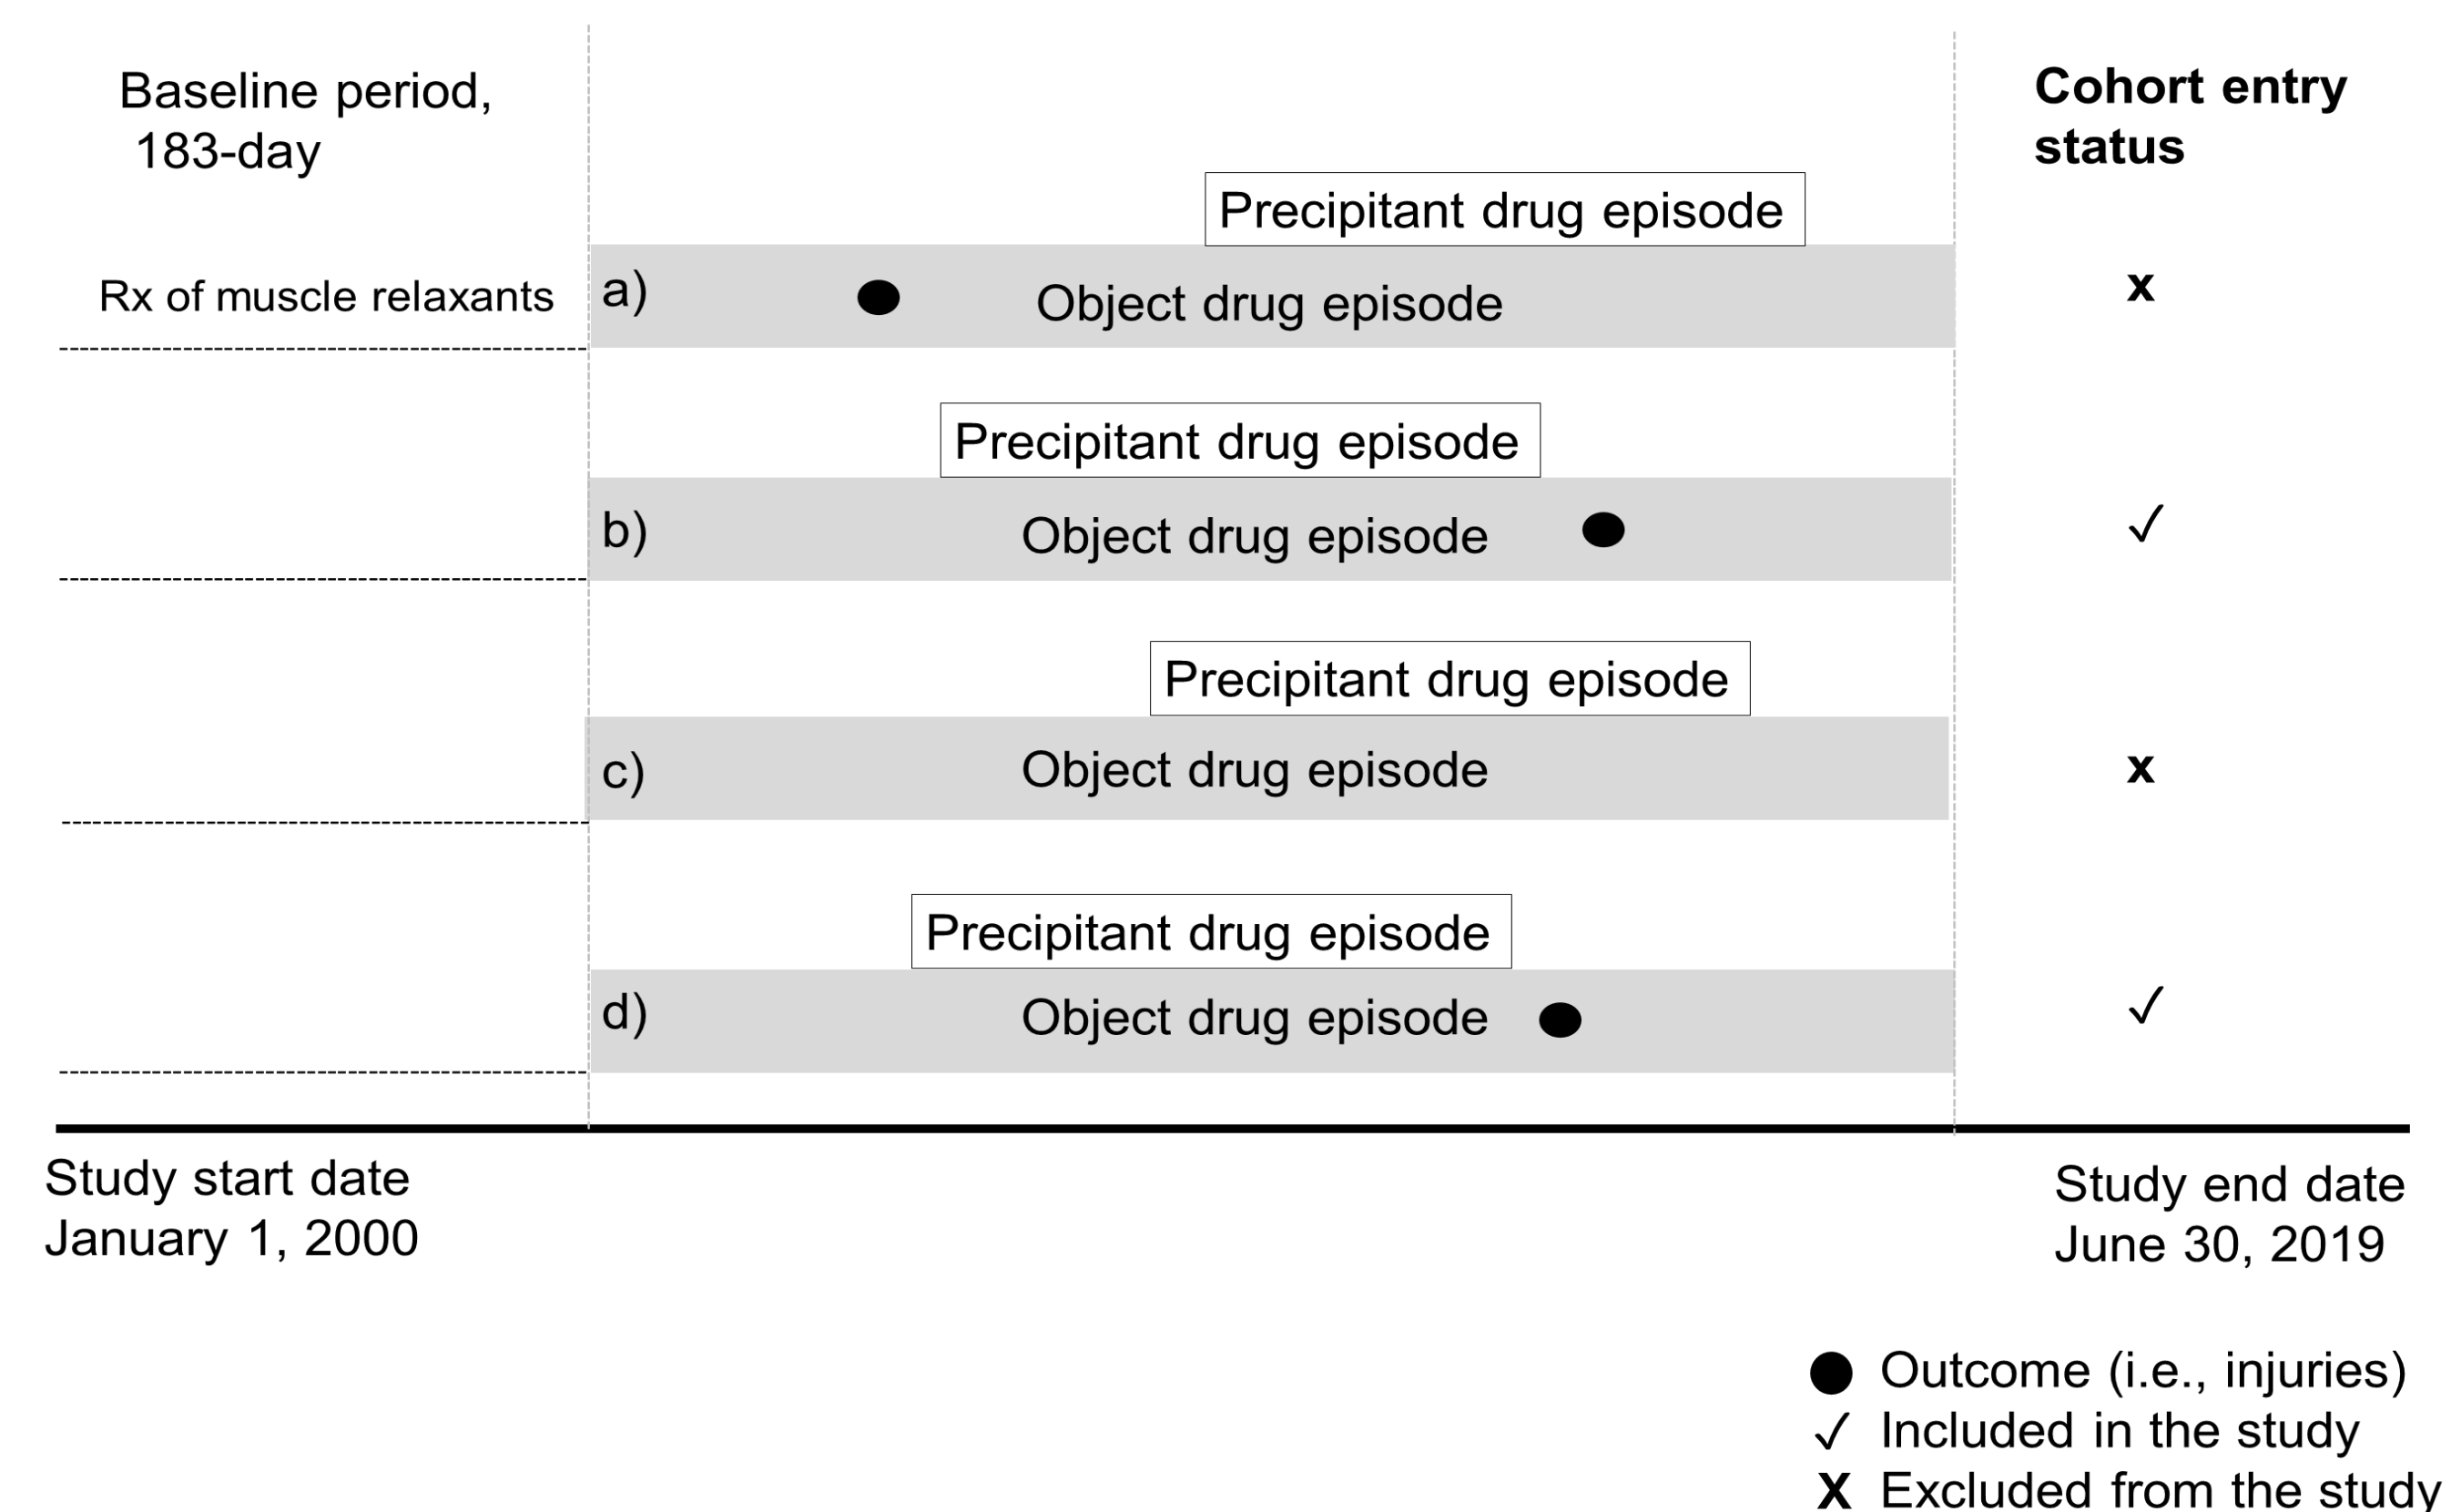 Baseline period,
183-day
Cohort entry
status
Precipitant drug episode
Rx of muscle relaxants
a)
Object drug episode
x
Precipitant drug episode
b)
Object drug episode
✓
Precipitant drug episode
c)
Object drug episode
x
Precipitant drug episode
d)
Object drug episode
✓
Study start date
January 1, 2000
Study end date
June 30, 2019
Outcome (i.e., injuries)
✓ Included in the study
x Excluded from the study